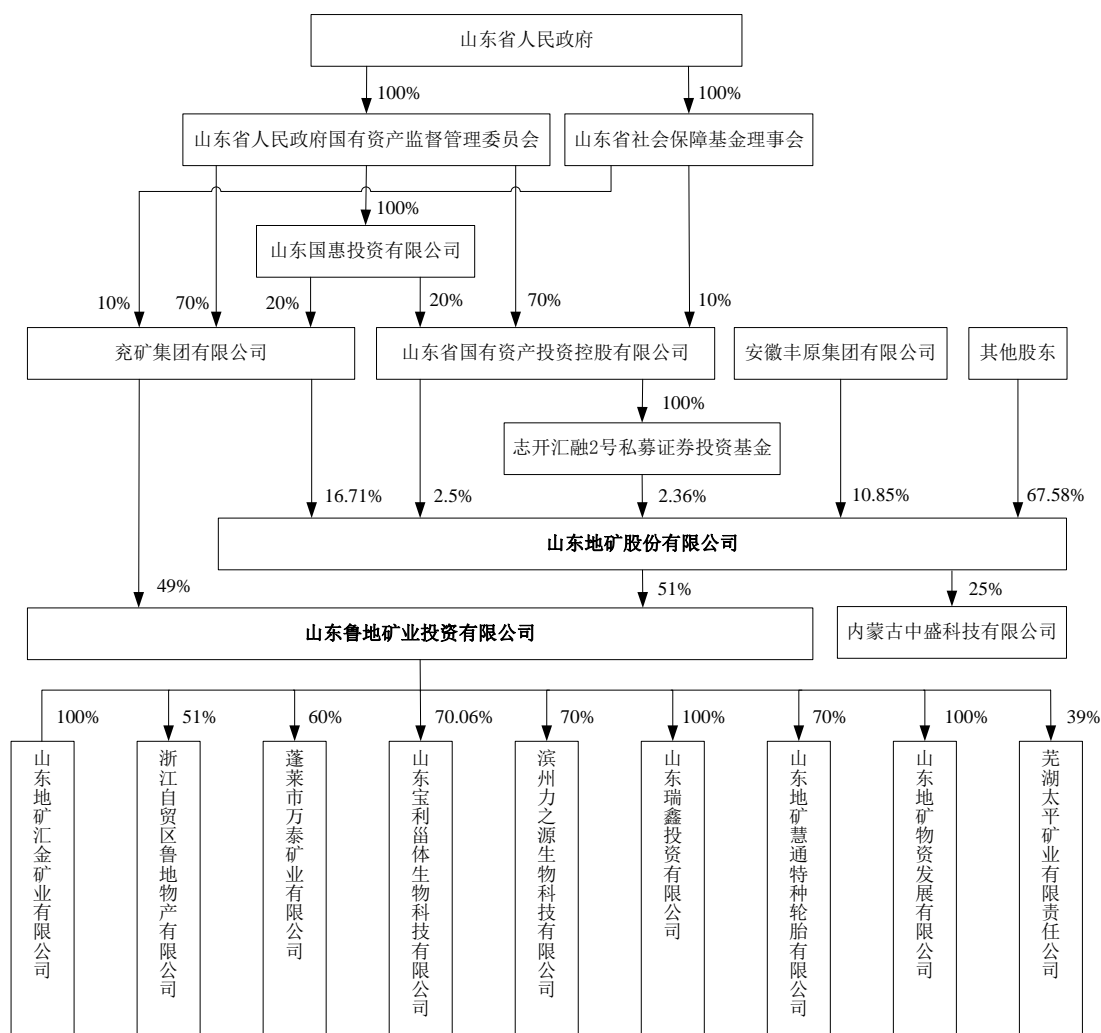 山东省人民政府
100%
100%
山东省人民政府国有资产监督管理委员会
山东省社会保障基金理事会
100%
山东国惠投资有限公司
10%
70%
20%
20%
70%
10%
兖矿集团有限公司
山东省国有资产投资控股有限公司
安徽丰原集团有限公司
其他股东
100%
志开汇融2号私募证券投资基金
16.71%
2.5%
2.36%
10.85%
67.58%
山东地矿股份有限公司
49%
51%
25%
山东鲁地矿业投资有限公司
内蒙古中盛科技有限公司
100%
51%
60%
70.06%
70%
100%
70%
100%
39%
山东地矿汇金矿业有限公司
浙江自贸区鲁地物产有限公司
蓬莱市万泰矿业有限公司
山东宝利甾体生物科技有限公司
滨州力之源生物科技有限公司
山东瑞鑫投资有限公司
山东地矿慧通特种轮胎有限公司
山东地矿物资发展有限公司
芜湖太平矿业有限责任公司